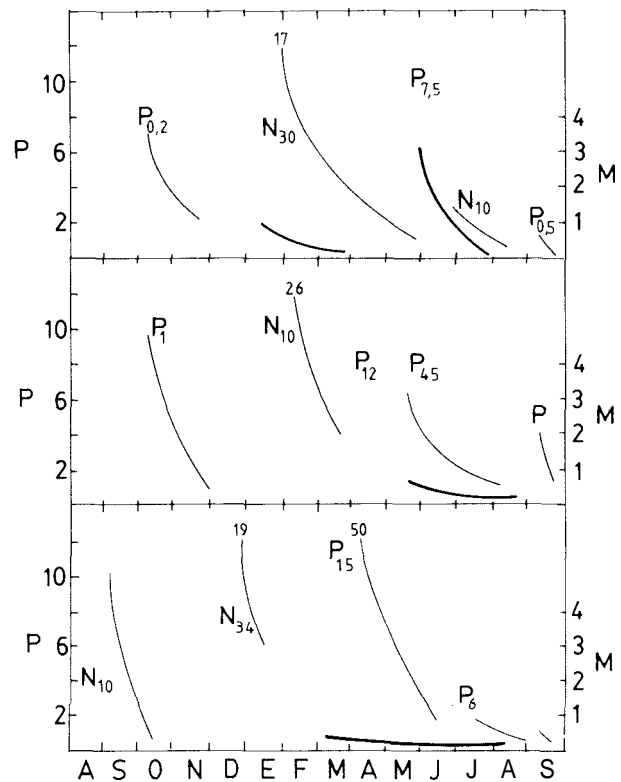 17
10
P₀,₂
N₃₀
P₇,₅
4
P
6
3
M
2
N₁₀
2
P₀,₅
1
26
10
P₁
N₁₀
P₁₂
P₄₅
4
P
6
P
3
M
2
2
1
19
50
10
N₃₄
P₁₅
4
P
6
3
M
N₁₀
2
2
P₆
1
A S O N D E F M A M J J A S